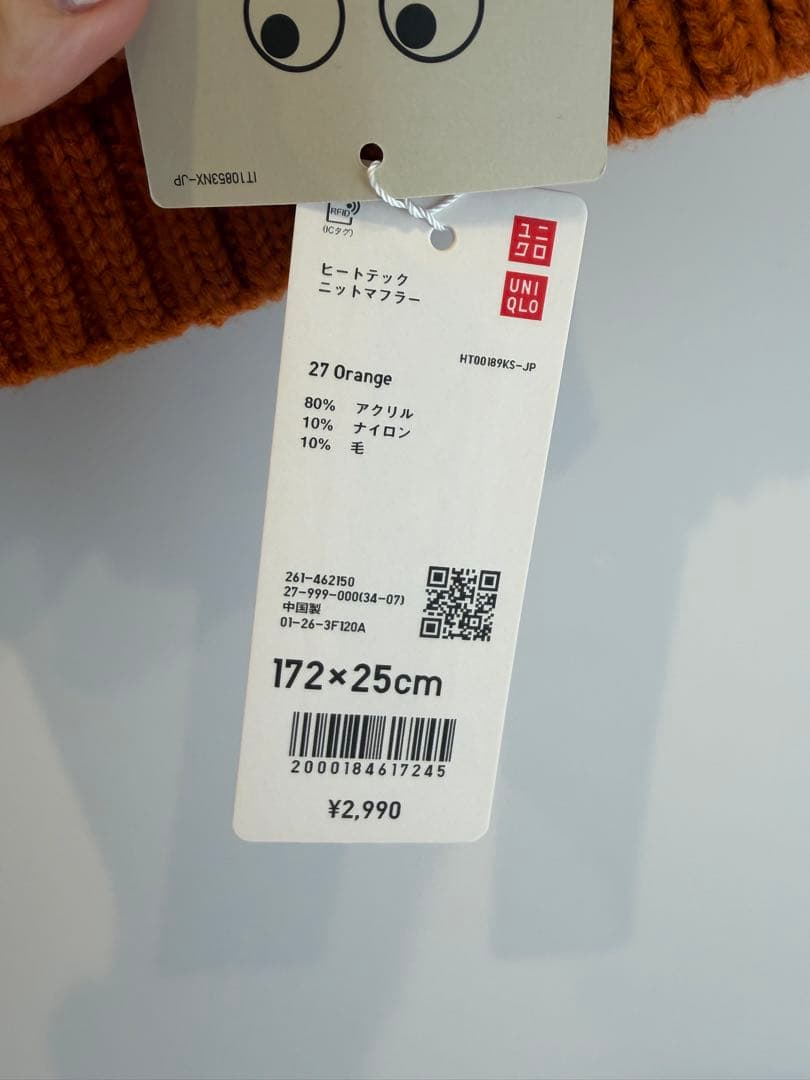 IT10853NX-JP
RFID
(ICタグ)
ユニ
クロ
UNI
QLO
ヒートテック
ニットマフラー
HT00189KS-JP
27 Orange
80% アクリル
10% ナイロン
10% 毛
261-462150
27-999-000(34-07)
中国製
01-26-3F120A
172×25cm
2000184617245
¥2,990